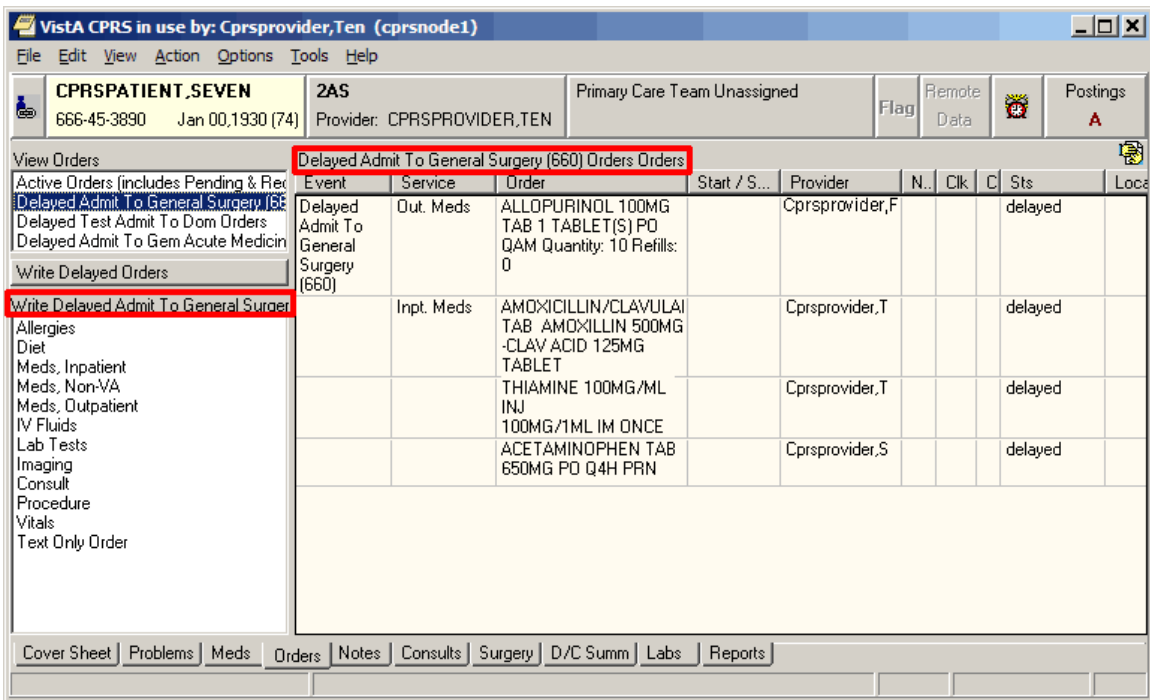 VistA CPRS in use by: Cprsprovider,Ten (cprsnode1)
File Edit View Action Options Tools Help
CPRSPATIENT,SEVEN
666-45-3890 Jan 00,1930 (74)
2AS
Provider: CPRSPROVIDER,TEN
Primary Care Team Unassigned
Flag
Remote
Data
Postings
A
View Orders
Active Orders (includes Pending & Rec
Delayed Admit To General Surgery (66
Delayed Test Admit To Dom Orders
Delayed Admit To Gem Acute Medicin
Write Delayed Orders
Write Delayed Admit To General Surger
Allergies
Diet
Meds, Inpatient
Meds, Non-VA
Meds, Outpatient
IV Fluids
Lab Tests
Imaging
Consult
Procedure
Vitals
Text Only Order
Delayed Admit To General Surgery (660) Orders Orders
Event Service Order Start / S... Provider N.. Clk C Sts Loca
Delayed
Admit To
General
Surgery
(660)
Out. Meds
ALLOPURINOL 100MG
TAB 1 TABLET(S) PO
QAM Quantity: 10 Refills:
0
Cprsprovider,F
delayed
Inpt. Meds
AMOXICILLIN/CLAVULAI
TAB AMOXILLIN 500MG
-CLAV ACID 125MG
TABLET
Cprsprovider,T
delayed
THIAMINE 100MG/ML
INJ
100MG/1ML IM ONCE
Cprsprovider,T
delayed
ACETAMINOPHEN TAB
650MG PO Q4H PRN
Cprsprovider,S
delayed
Cover Sheet Problems Meds Orders Notes Consults Surgery D/C Summ Labs Reports